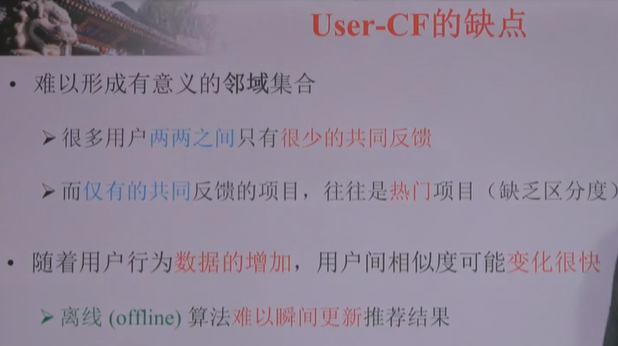 User-CF的缺点
• 难以形成有意义的邻域集合
➢很多用户两两之间只有很少的共同反馈
➢而仅有的共同反馈的项目，往往是热门项目（缺乏区分度）
• 随着用户行为数据的增加，用户间相似度可能变化很快
➢离线 (offline) 算法难以瞬间更新推荐结果